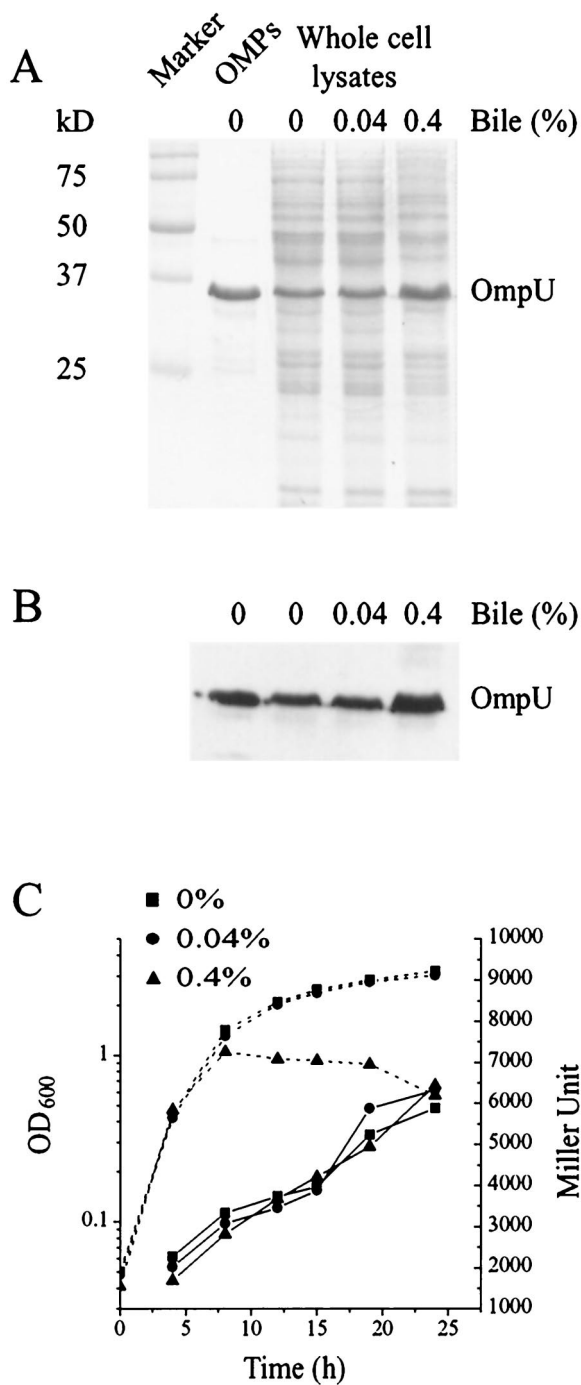 A
Marker
OMPs
Whole cell
lysates
kD 0 0 0.04 0.4 Bile (%)
75
50
37
25
OmpU
B
0 0 0.04 0.4 Bile (%)
OmpU
C
0%
0.04%
0.4%
OD600
1
0.1
10000
9000
8000
7000
6000
5000
4000
3000
2000
1000
Miller Unit
0 5 10 15 20 25
Time (h)